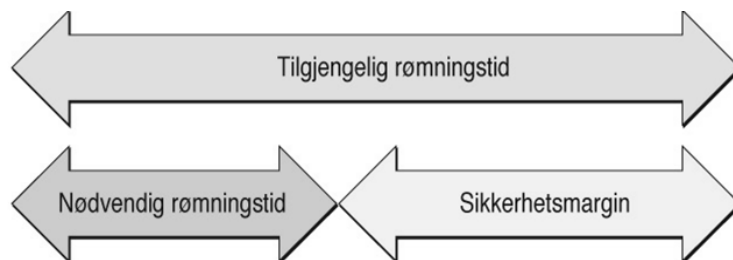 Tilgjengelig rømningstid
Nødvendig rømningstid
Sikkerhetsmargin